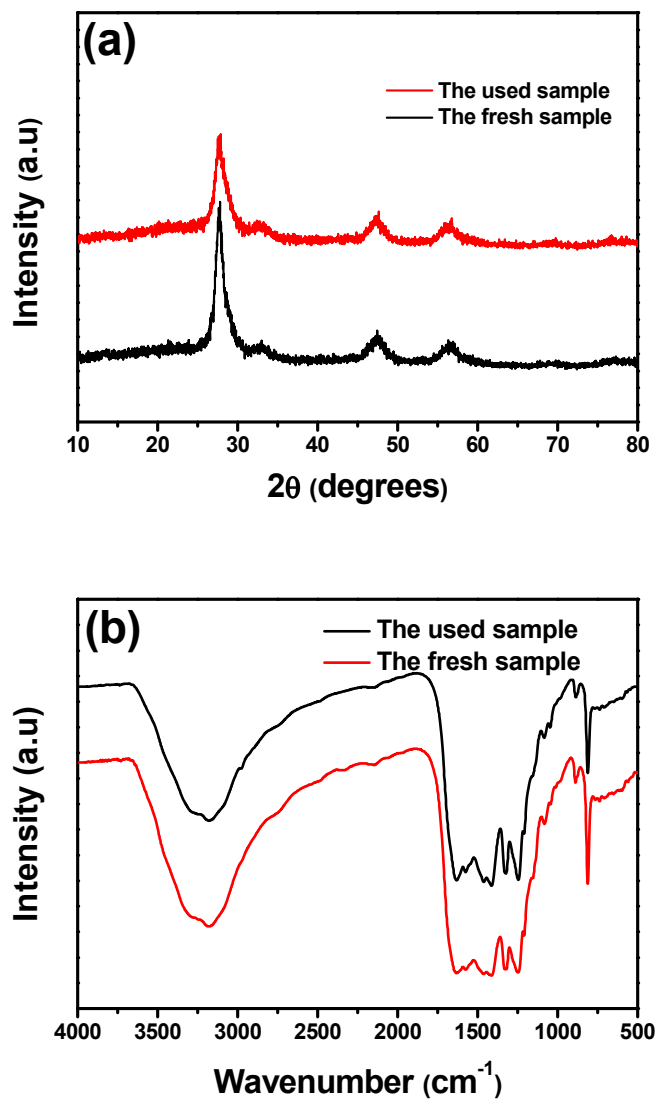 (a)
The used sample
The fresh sample
Intensity (a.u)
10 20 30 40 50 60 70 80
2θ (degrees)
(b)
The used sample
The fresh sample
Intensity (a.u)
4000 3500 3000 2500 2000 1500 1000 500
Wavenumber (cm⁻¹)